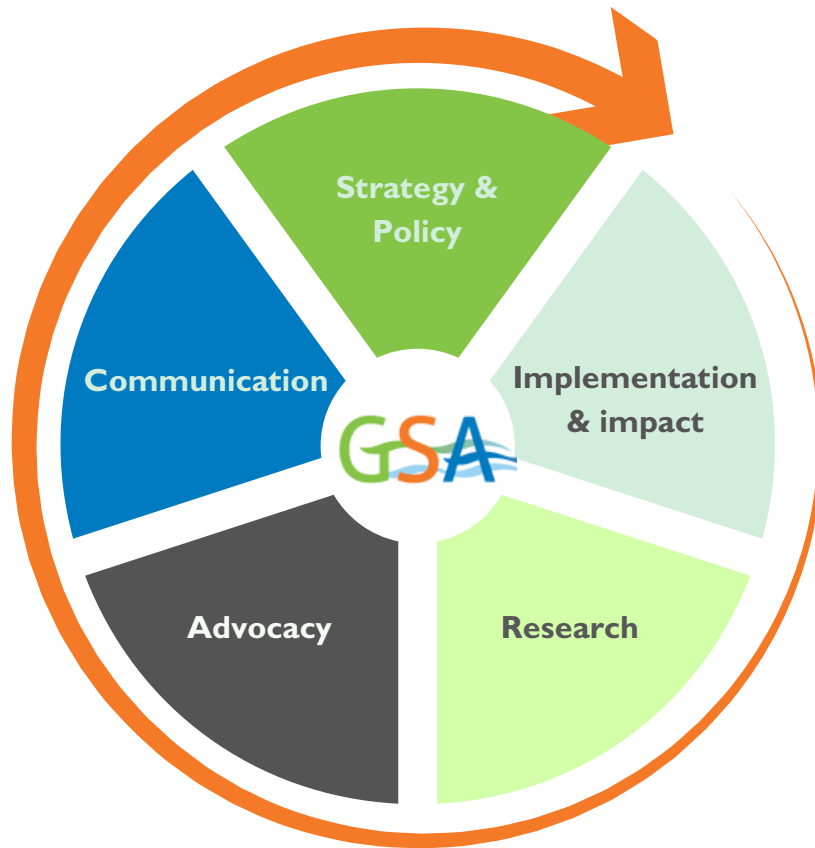 Strategy &
Policy
Implementation
& impact
Research
Advocacy
Communication
GSA